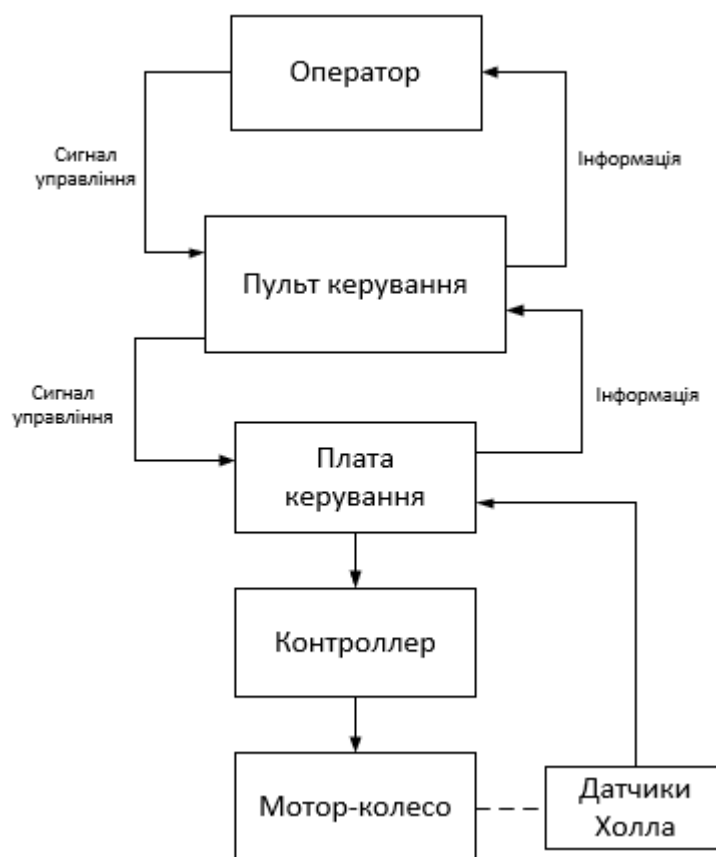 Оператор
Сигнал
управління
Інформація
Пульт керування
Сигнал
управління
Інформація
Плата
керування
Контроллер
Мотор-колесо
Датчики
Холла